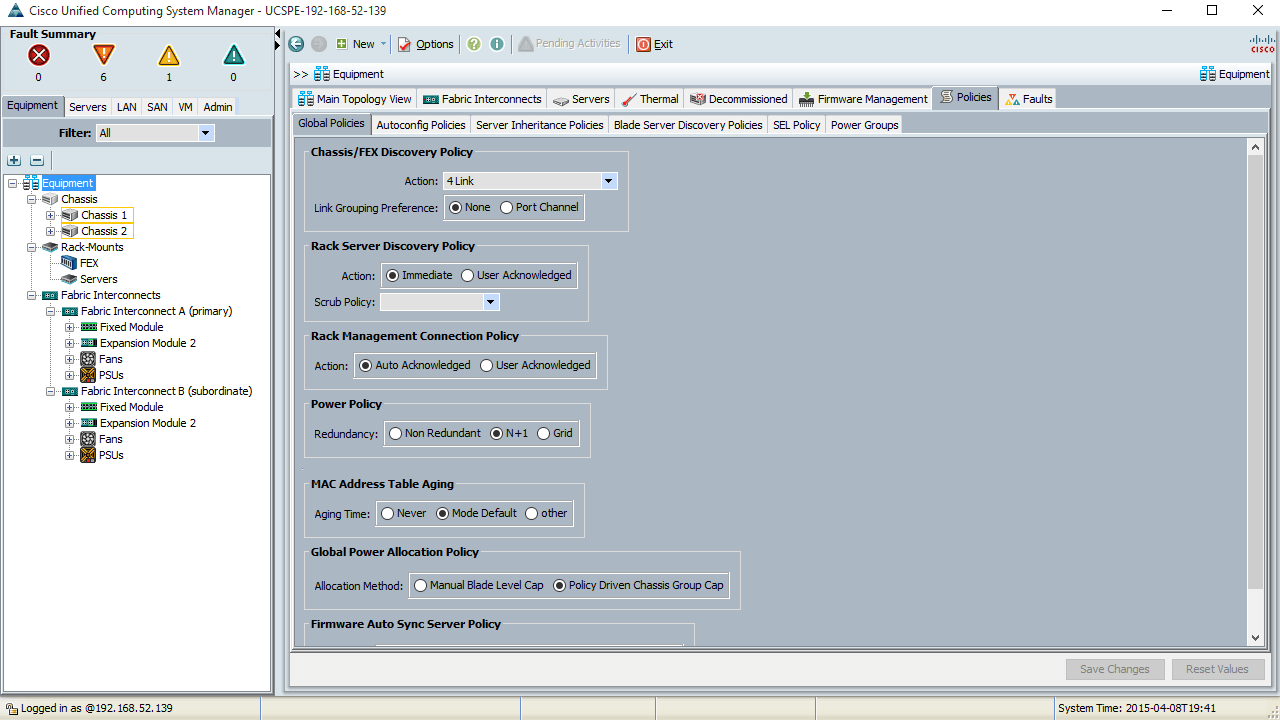 Cisco Unified Computing System Manager - UCSPE-192-168-52-139
Fault Summary
0 6 1 0
New Options Pending Activities Exit
CISCO
>> Equipment Equipment
Equipment Servers LAN SAN VM Admin
Filter: All
Equipment
Chassis
Chassis 1
Chassis 2
Rack-Mounts
FEX
Servers
Fabric Interconnects
Fabric Interconnect A (primary)
Fixed Module
Expansion Module 2
Fans
PSUs
Fabric Interconnect B (subordinate)
Fixed Module
Expansion Module 2
Fans
PSUs
Main Topology View Fabric Interconnects Servers Thermal Decommissioned Firmware Management Policies Faults
Global Policies Autoconfig Policies Server Inheritance Policies Blade Server Discovery Policies SEL Policy Power Groups
Chassis/FEX Discovery Policy
Action: 4 Link
Link Grouping Preference: None Port Channel
Rack Server Discovery Policy
Action: Immediate User Acknowledged
Scrub Policy:
Rack Management Connection Policy
Action: Auto Acknowledged User Acknowledged
Power Policy
Redundancy: Non Redundant N+1 Grid
MAC Address Table Aging
Aging Time: Never Mode Default other
Global Power Allocation Policy
Allocation Method: Manual Blade Level Cap Policy Driven Chassis Group Cap
Firmware Auto Sync Server Policy
Save Changes Reset Values
Logged in as @192.168.52.139
System Time: 2015-04-08T19:41